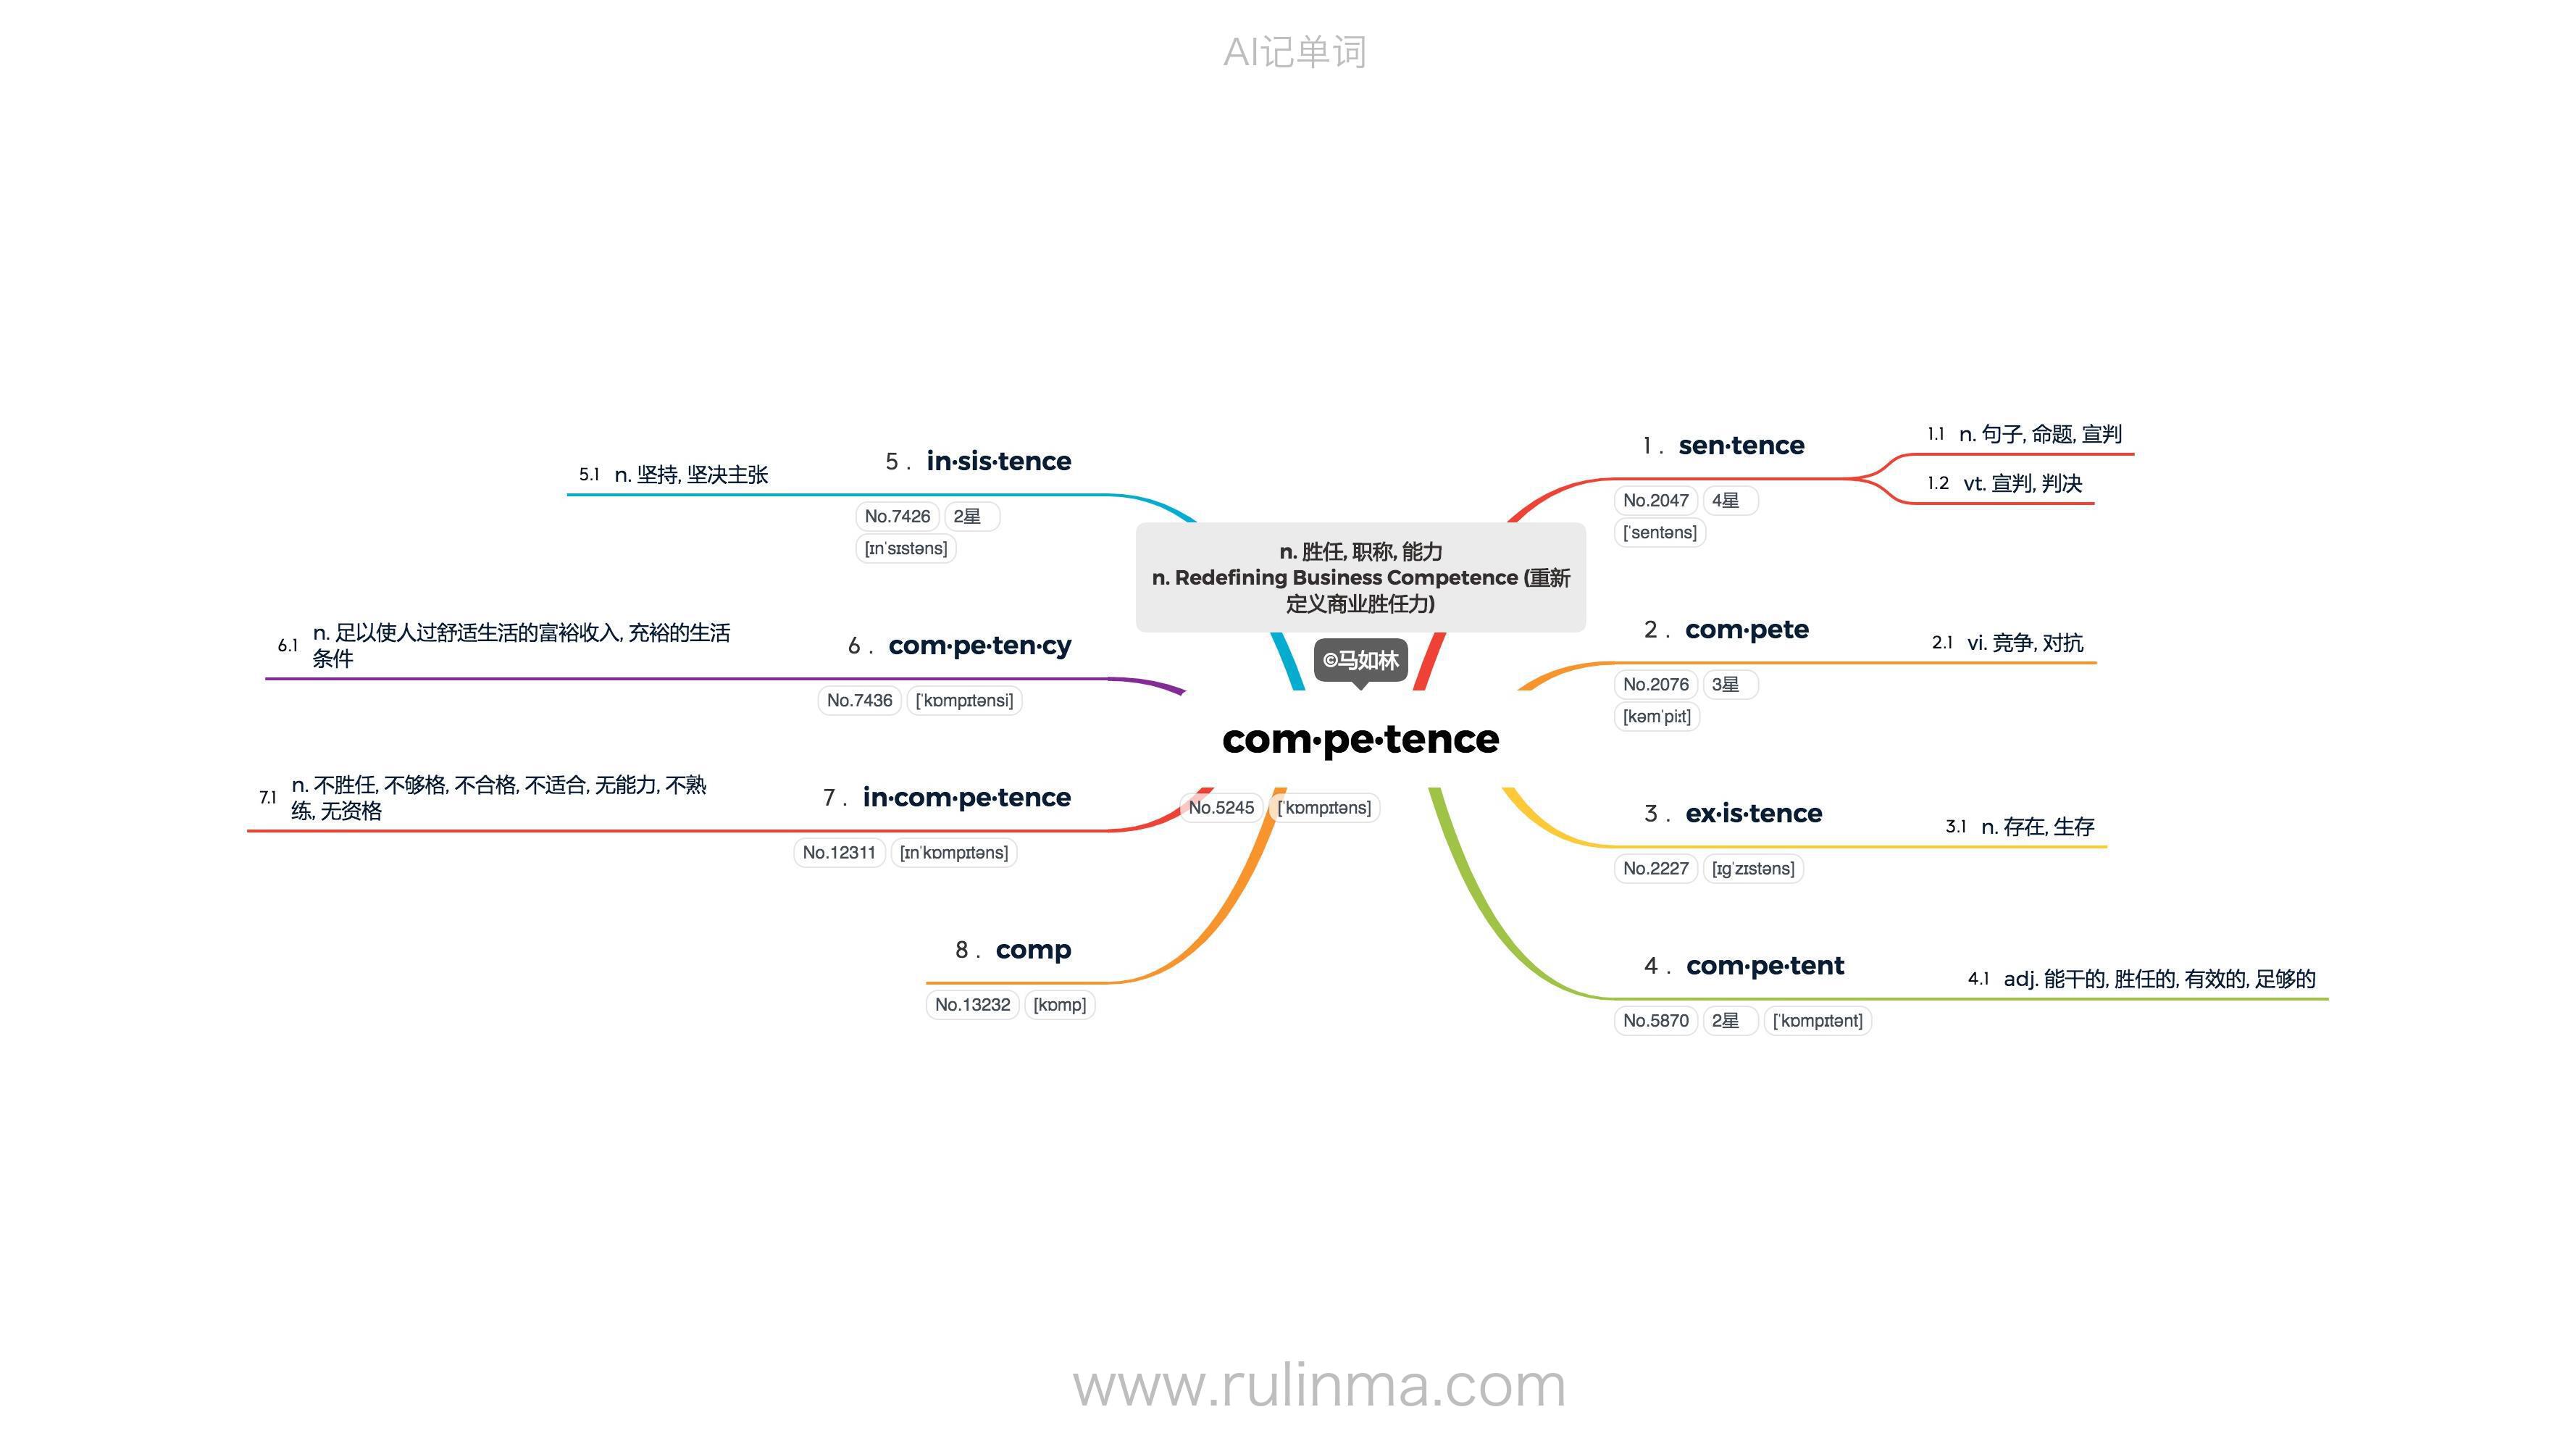 AI记单词
n. 胜任, 职称, 能力
n. Redefining Business Competence (重新
定义商业胜任力)
©马如林
com·pe·tence
No.5245 [ˈkɒmpɪtəns]
1 . sen·tence
No.2047 4星
[ˈsentəns]
1.1 n. 句子, 命题, 宣判
1.2 vt. 宣判, 判决
2 . com·pete
No.2076 3星
[kəmˈpiːt]
2.1 vi. 竞争, 对抗
3 . ex·is·tence
No.2227 [ɪgˈzɪstəns]
3.1 n. 存在, 生存
4 . com·pe·tent
No.5870 2星 [ˈkɒmpɪtənt]
4.1 adj. 能干的, 胜任的, 有效的, 足够的
5 . in·sis·tence
No.7426 2星
[ɪnˈsɪstəns]
5.1 n. 坚持, 坚决主张
6 . com·pe·ten·cy
No.7436 [ˈkɒmpɪtənsi]
6.1 n. 足以使人过舒适生活的富裕收入, 充裕的生活
条件
7 . in·com·pe·tence
No.12311 [ɪnˈkɒmpɪtəns]
7.1 n. 不胜任, 不够格, 不合格, 不适合, 无能力, 不熟
练, 无资格
8 . comp
No.13232 [kɒmp]
www.rulinma.com